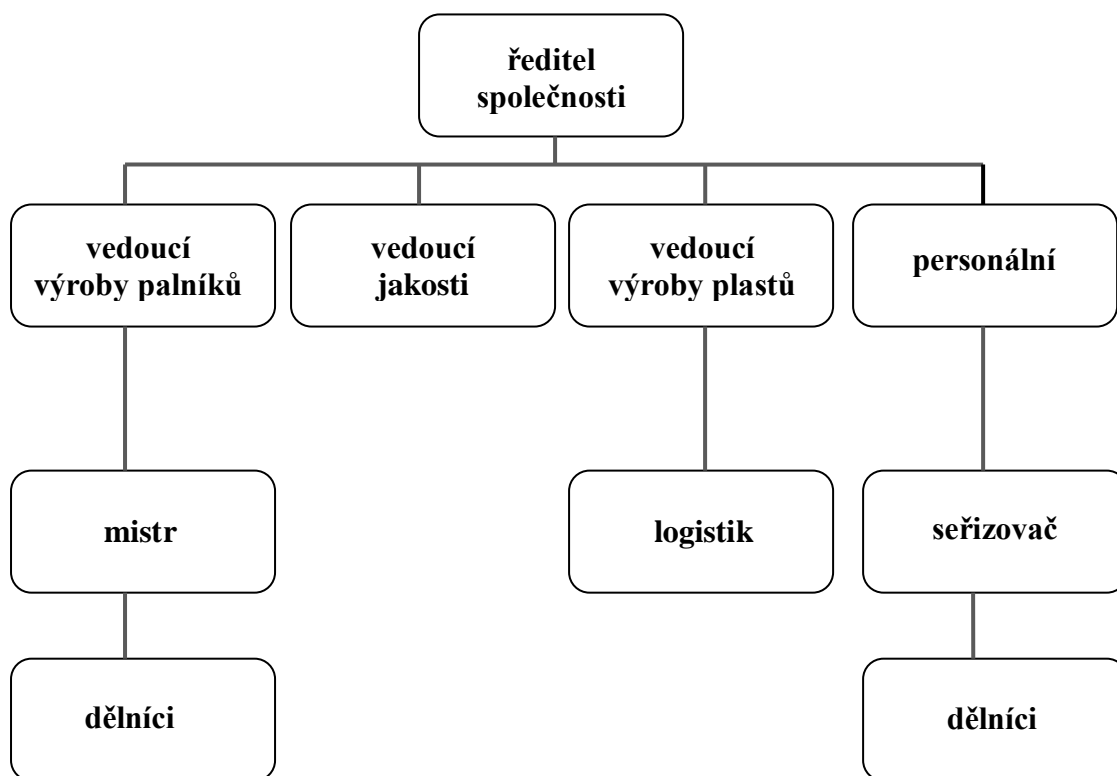 ředitel
společnosti
vedoucí
výroby palníků
vedoucí
jakosti
vedoucí
výroby plastů
personální
mistr
logistik
seřizovač
dělníci
dělníci